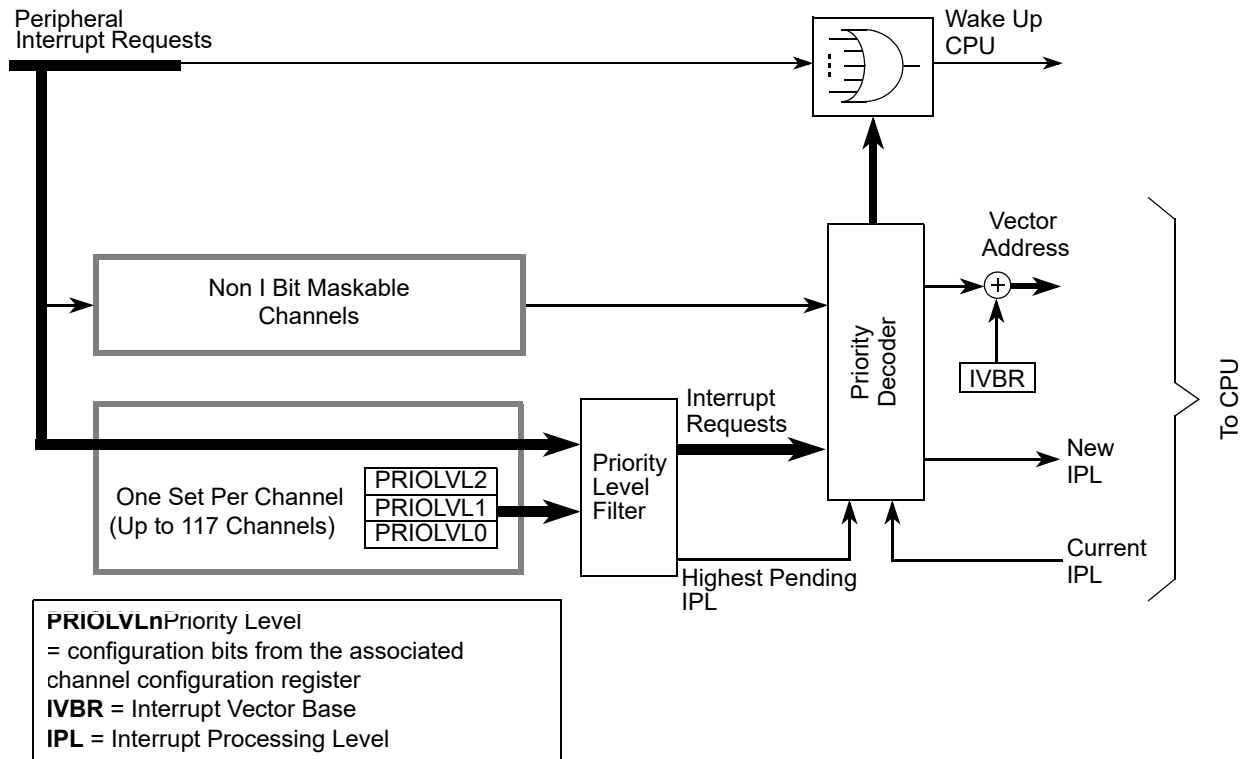 Peripheral
Interrupt Requests
Wake Up
CPU
Vector
Address
Non I Bit Maskable
Channels
Priority
Decoder
IVBR
To CPU
Interrupt
Requests
New
IPL
Priority
Level
Filter
One Set Per Channel
(Up to 117 Channels)
PRIOLVL2
PRIOLVL1
PRIOLVL0
Current
IPL
Highest Pending
IPL
PRIOLVLnPriority Level
= configuration bits from the associated
channel configuration register
IVBR = Interrupt Vector Base
IPL = Interrupt Processing Level